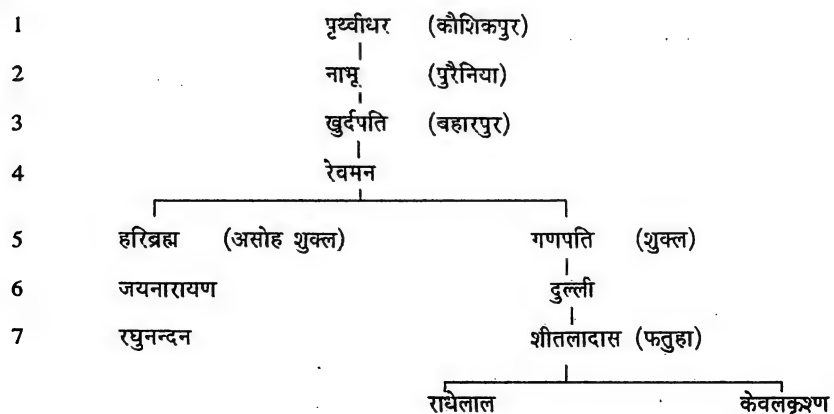 1 पृथ्वीधर (कौशिकपुर)
2 नाभू (पुरैनिया)
3 खुर्दपति (बहारपुर)
4 रेवमन
5 हरिब्रह्म (असोह शुक्ल) गणपति (शुक्ल)
6 जयनारायण दुल्ली
7 रघुनन्दन शीतलादास (फतुहा)
राधेलाल केवलकृश्ण